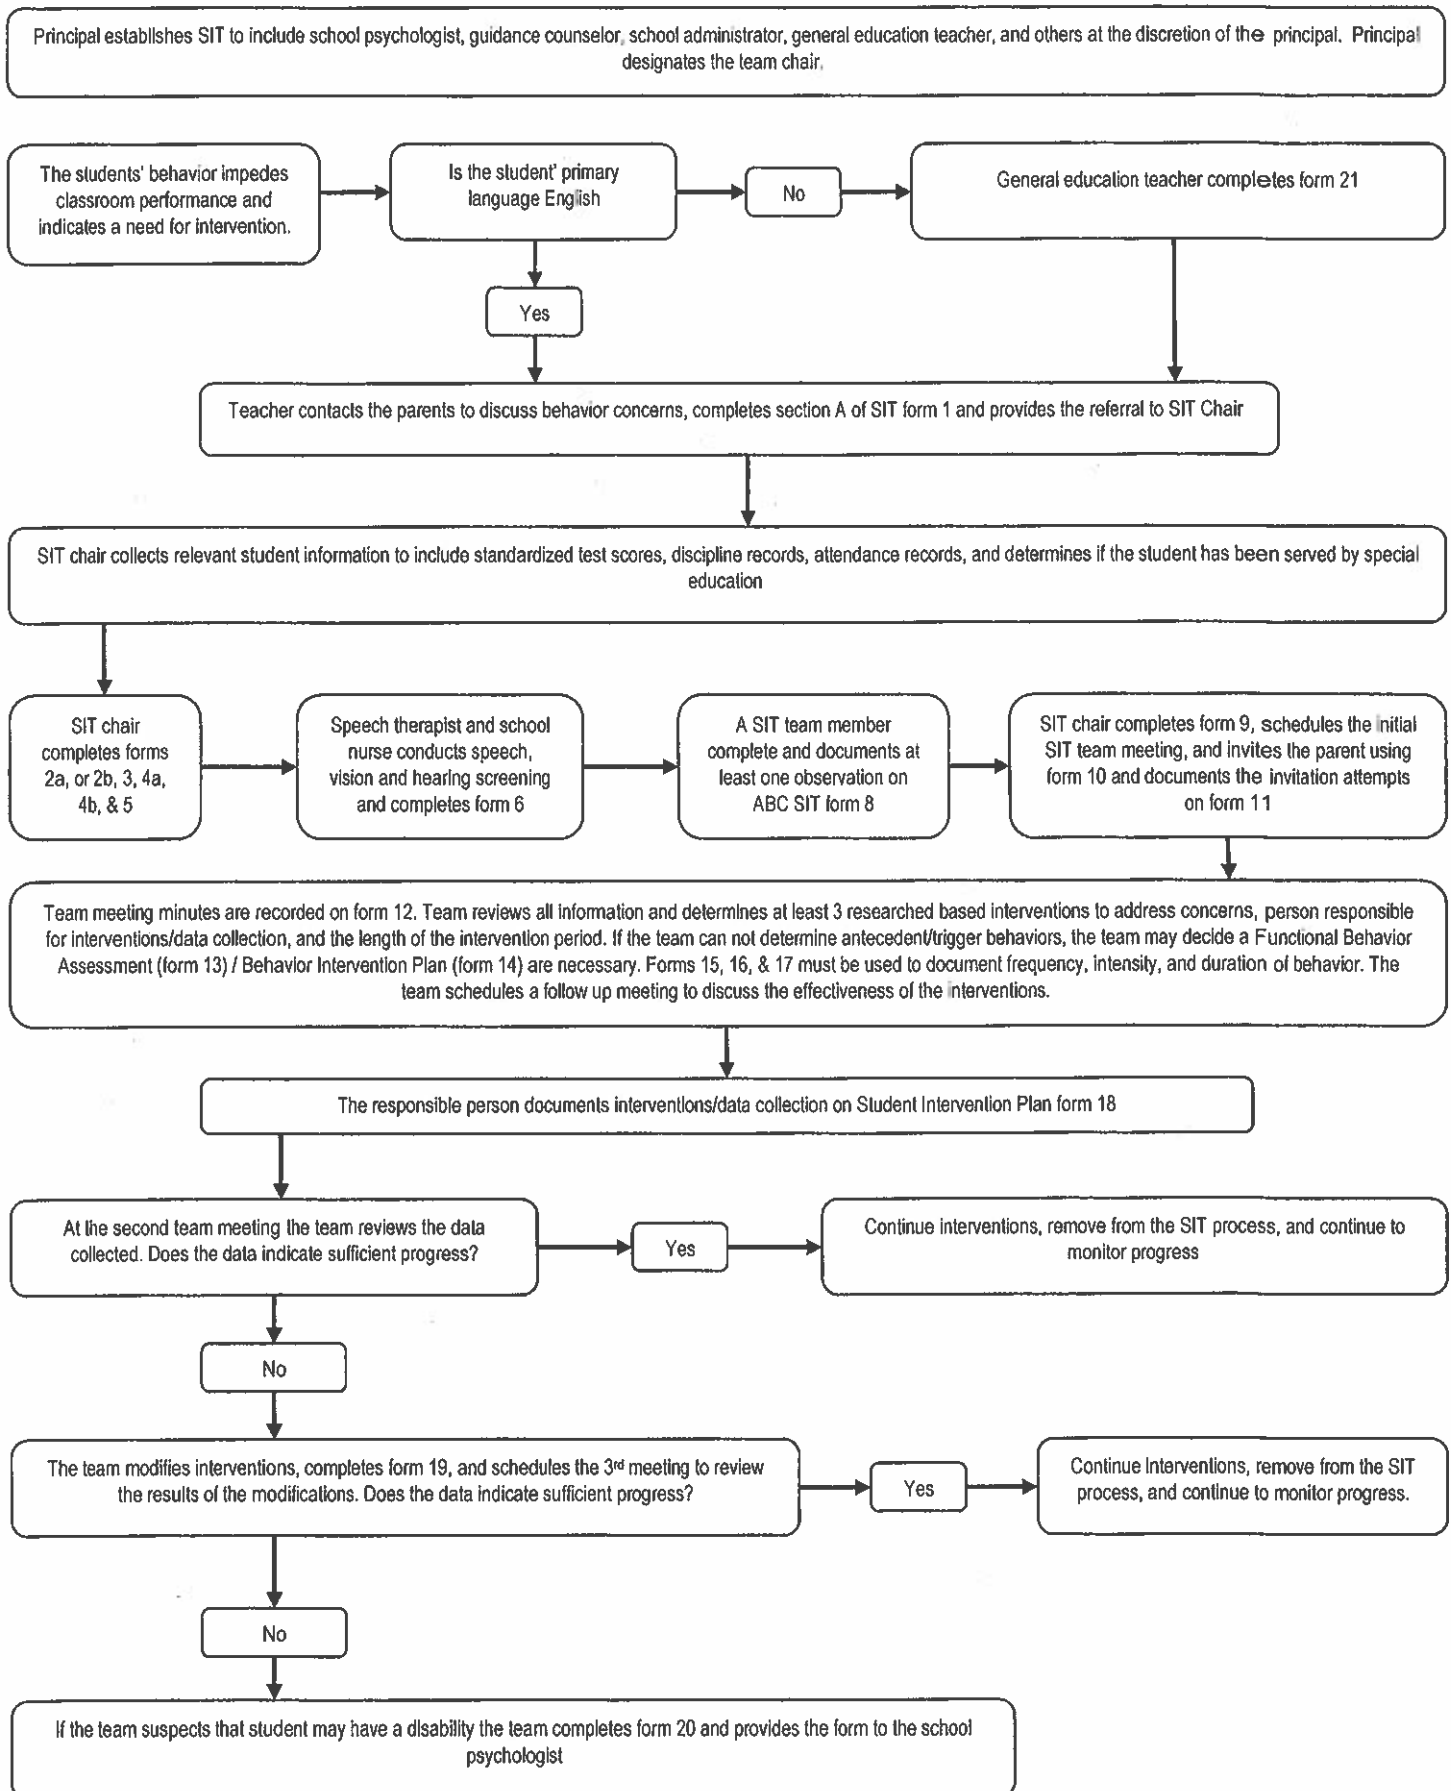 Principal establishes SIT to include school psychologist, guidance counselor, school administrator, general education teacher, and others at the discretion of the principal. Principal
designates the team chair.
The students' behavior impedes
classroom performance and
indicates a need for intervention.
Is the student' primary
language English
No
General education teacher completes form 21
Yes
Teacher contacts the parents to discuss behavior concerns, completes section A of SIT form 1 and provides the referral to SIT Chair
SIT chair collects relevant student information to include standardized test scores, discipline records, attendance records, and determines if the student has been served by special
education
SIT chair
completes forms
2a, or 2b, 3, 4a,
4b, & 5
Speech therapist and school
nurse conducts speech,
vision and hearing screening
and completes form 6
A SIT team member
complete and documents at
least one observation on
ABC SIT form 8
SIT chair completes form 9, schedules the initial
SIT team meeting, and invites the parent using
form 10 and documents the invitation attempts
on form 11
Team meeting minutes are recorded on form 12. Team reviews all information and determines at least 3 researched based interventions to address concerns, person responsible
for interventions/data collection, and the length of the intervention period. If the team can not determine antecedent/trigger behaviors, the team may decide a Functional Behavior
Assessment (form 13) / Behavior Intervention Plan (form 14) are necessary. Forms 15, 16, & 17 must be used to document frequency, intensity, and duration of behavior. The
team schedules a follow up meeting to discuss the effectiveness of the interventions.
The responsible person documents interventions/data collection on Student Intervention Plan form 18
At the second team meeting the team reviews the data
collected. Does the data indicate sufficient progress?
Yes
Continue interventions, remove from the SIT process, and continue to
monitor progress
No
The team modifies interventions, completes form 19, and schedules the 3rd meeting to review
the results of the modifications. Does the data indicate sufficient progress?
Yes
Continue Interventions, remove from the SIT
process, and continue to monitor progress.
No
If the team suspects that student may have a disability the team completes form 20 and provides the form to the school
psychologist